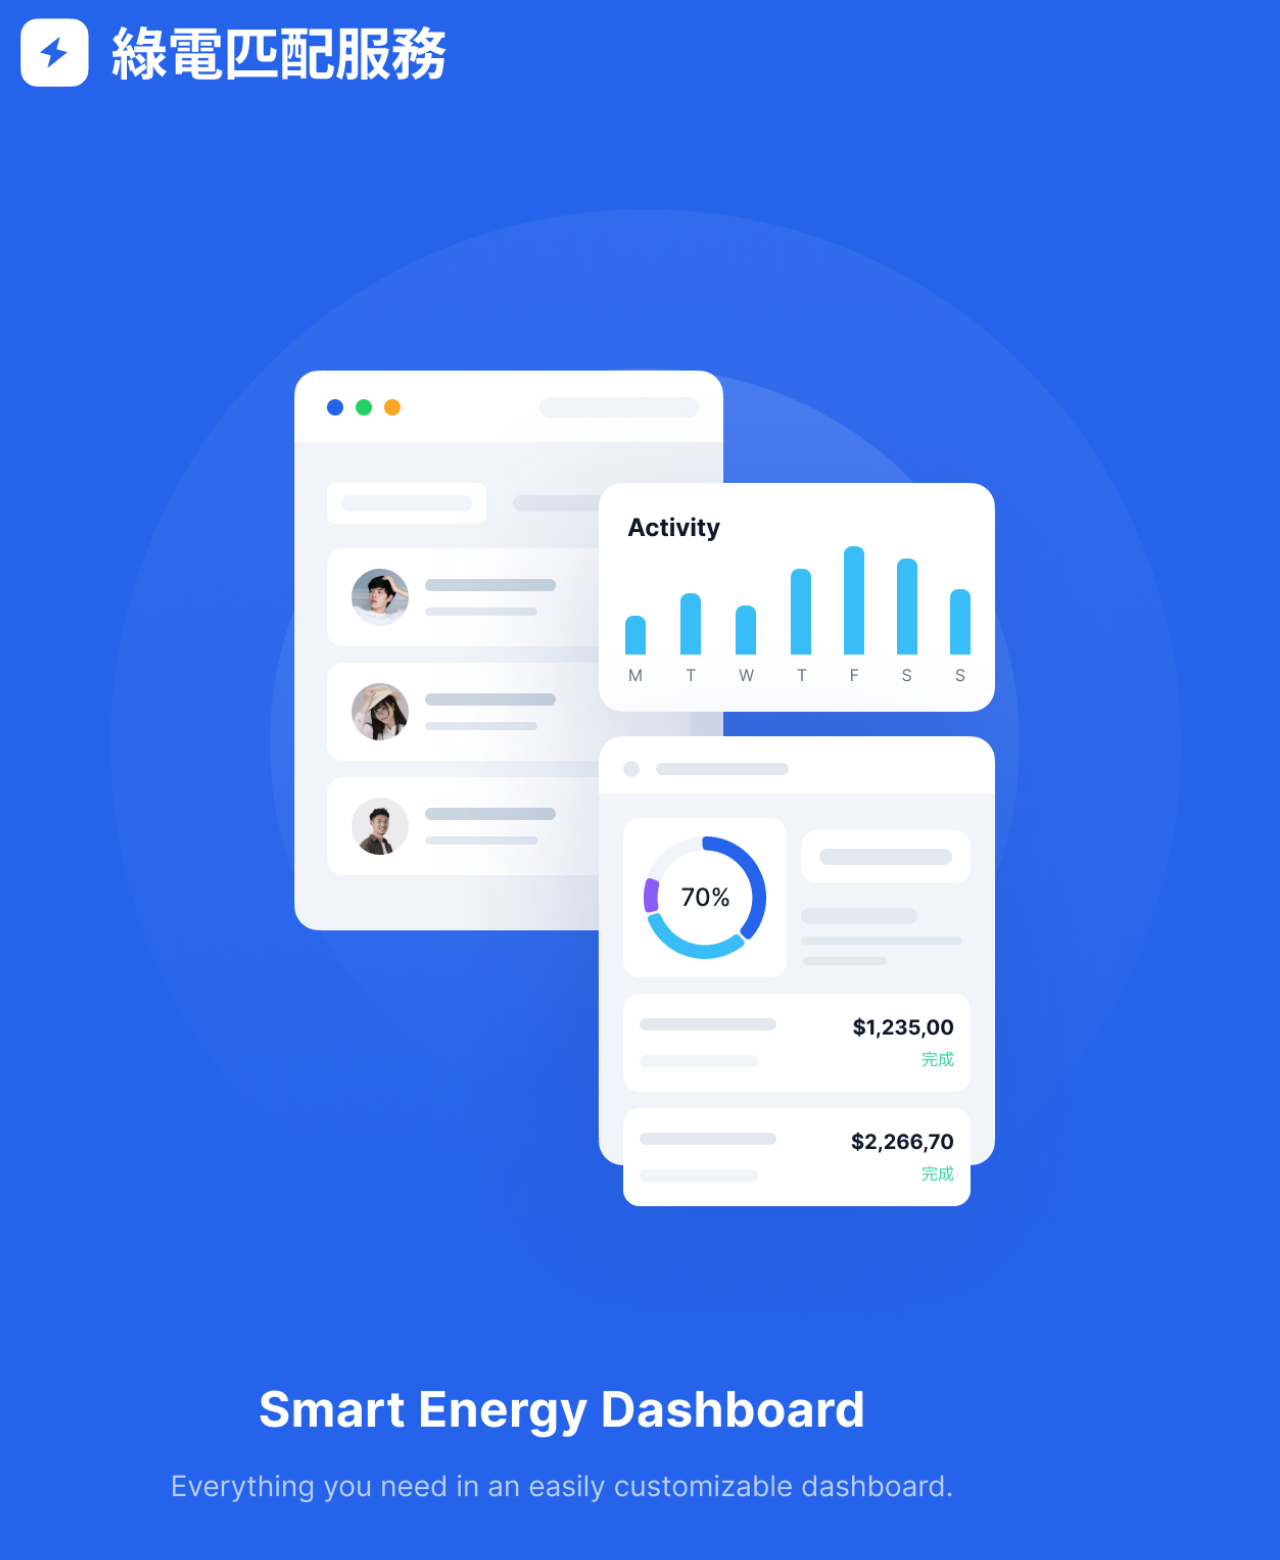 綠電匹配服務
Activity
M T W T F S S
70%
$1,235,00
完成
$2,266,70
完成
Smart Energy Dashboard
Everything you need in an easily customizable dashboard.